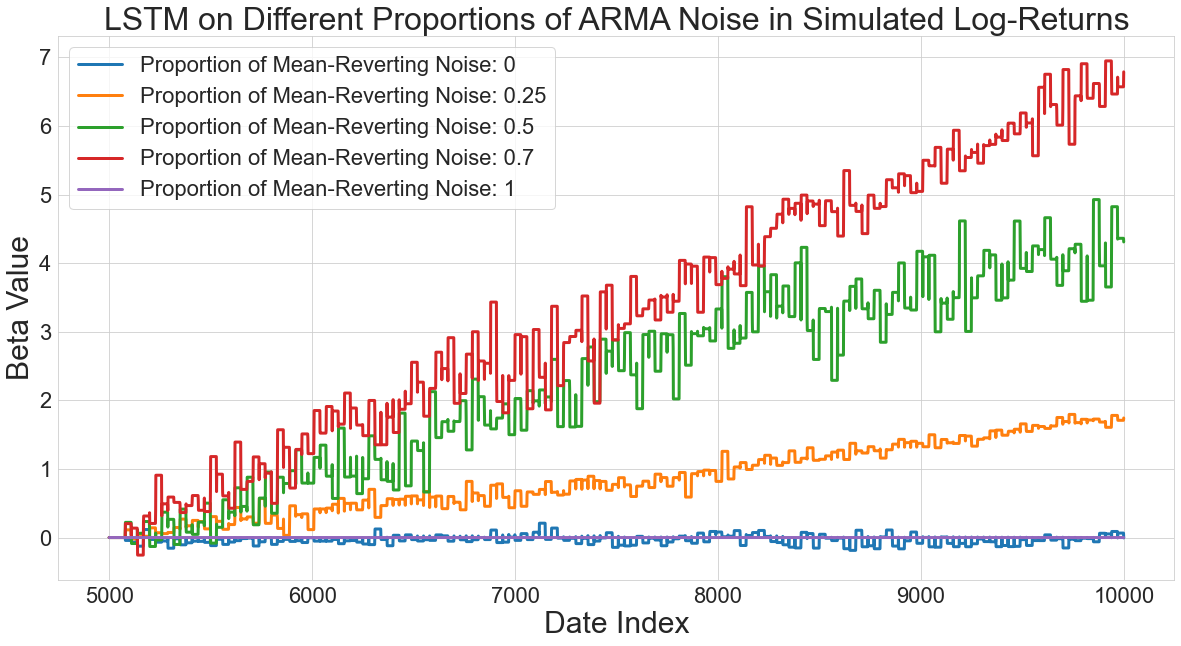 LSTM on Different Proportions of ARMA Noise in Simulated Log-Returns
Proportion of Mean-Reverting Noise: 0
Proportion of Mean-Reverting Noise: 0.25
Proportion of Mean-Reverting Noise: 0.5
Proportion of Mean-Reverting Noise: 0.7
Proportion of Mean-Reverting Noise: 1
Beta Value
7
6
5
4
3
2
1
0
5000 6000 7000 8000 9000 10000
Date Index